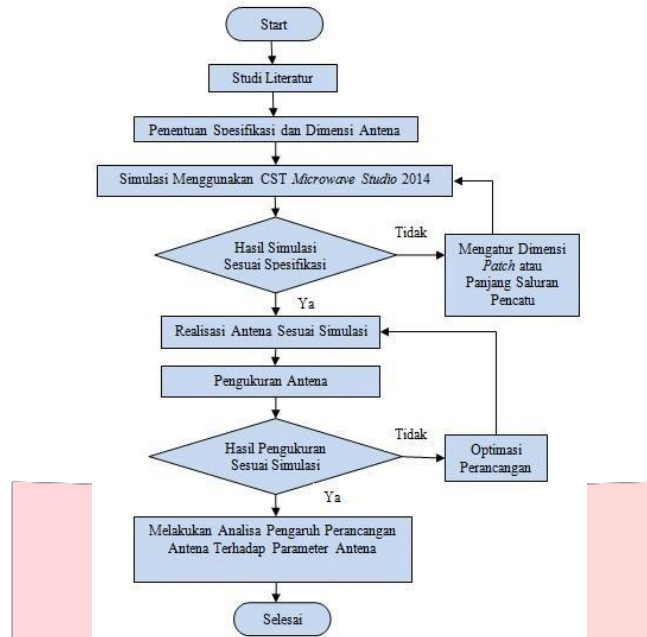 Start
Studi Literatur
Penentuan Spesifikasi dan Dimensi Antena
Simulasi Menggunakan CST Microwave Studio 2014
Hasil Simulasi
Sesuai Spesifikasi
Tidak
Mengatur Dimensi
Patch atau
Panjang Saluran
Pencatu
Ya
Realisasi Antena Sesuai Simulasi
Pengukuran Antena
Hasil Pengukuran
Sesuai Simulasi
Tidak
Optimasi
Perancangan
Ya
Melakukan Analisa Pengaruh Perancangan
Antena Terhadap Parameter Antena
Selesai